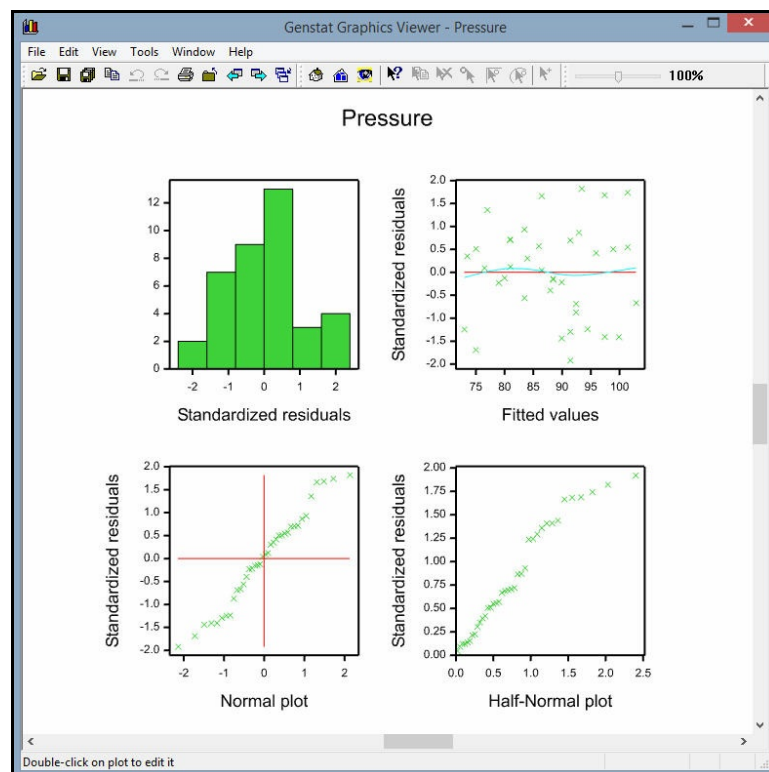 Genstat Graphics Viewer - Pressure
File Edit View Tools Window Help
100%
Pressure
12
10
8
6
4
2
0
-2 -1 0 1 2
Standardized residuals
Standardized residuals
2.0
1.5
1.0
0.5
0.0
-0.5
-1.0
-1.5
-2.0
75 80 85 90 95 100
Fitted values
Standardized residuals
2.0
1.5
1.0
0.5
0.0
-0.5
-1.0
-1.5
-2.0
-2 -1 0 1 2
Normal plot
Standardized residuals
2.00
1.75
1.50
1.25
1.00
0.75
0.50
0.25
0.00
0.0 0.5 1.0 1.5 2.0 2.5
Half-Normal plot
Double-click on plot to edit it